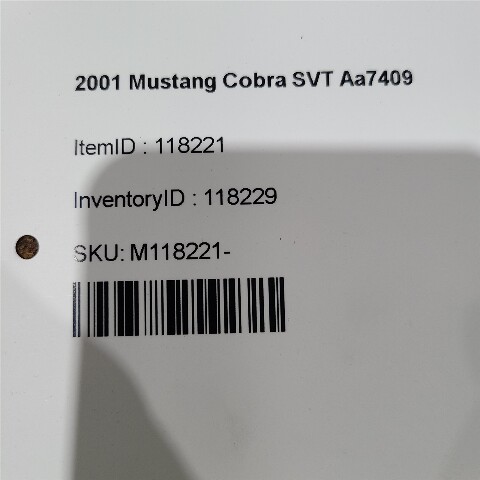 2001 Mustang Cobra SVT Aa7409
ItemID : 118221
InventoryID : 118229
SKU: M118221-